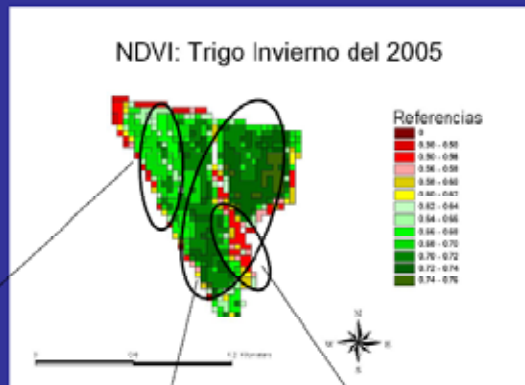 NDVI: Trigo Invierno del 2005
Referencias
0
0.56 - 0.58
0.58 - 0.60
0.62 - 0.64
0.66 - 0.68
0.68 - 0.70
0.70 - 0.72
0.72 - 0.74
0.74 - 0.76
N
W
E
S